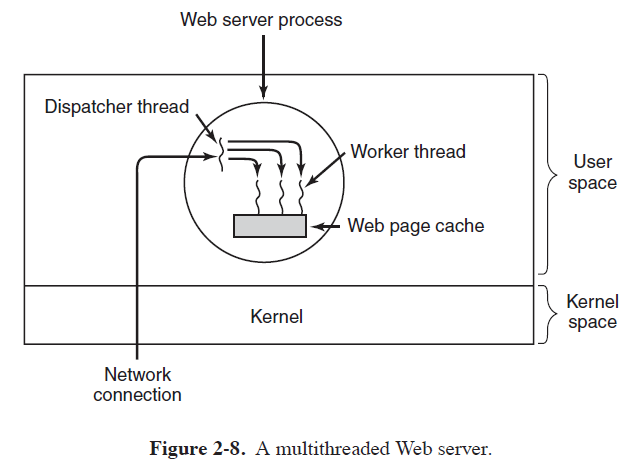 Web server process
Dispatcher thread
Worker thread
User
space
Web page cache
Kernel
Kernel
space
Network
connection
Figure 2-8. A multithreaded Web server.